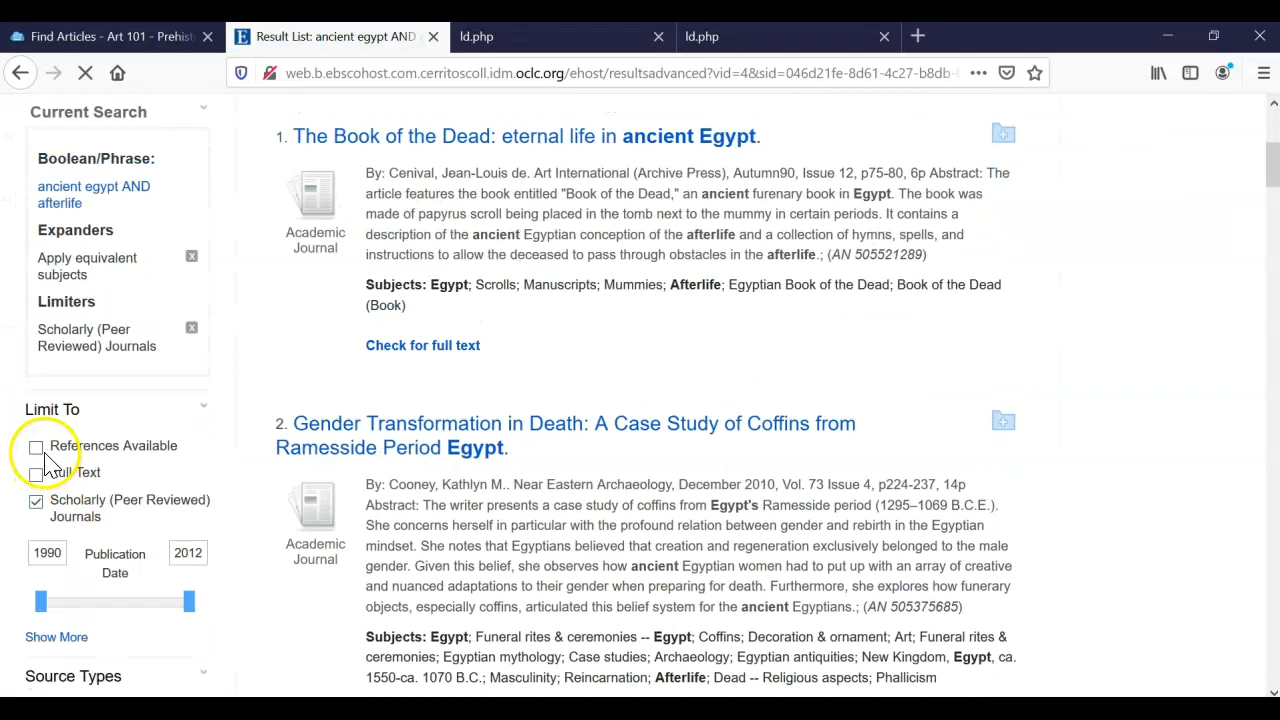 Find Articles - Art 101 - Prehist
Result List: ancient egypt AND
ld.php
ld.php
web.b.ebscohost.com.cerritoscoll.idm.oclc.org/ehost/resultsadvanced?vid=4&sid=046d21fe-8d61-4c27-b8db-
Current Search
Boolean/Phrase:
ancient egypt AND
afterlife
Expanders
Apply equivalent
subjects
Limiters
Scholarly (Peer
Reviewed) Journals
Limit To
References Available
Full Text
Scholarly (Peer Reviewed)
Journals
1990 Publication 2012
Date
Show More
Source Types
1. The Book of the Dead: eternal life in ancient Egypt.
Academic
Journal
By: Cenival, Jean-Louis de. Art International (Archive Press), Autumn90, Issue 12, p75-80, 6p Abstract: The
article features the book entitled "Book of the Dead," an ancient furenary book in Egypt. The book was
made of papyrus scroll being placed in the tomb next to the mummy in certain periods. It contains a
description of the ancient Egyptian conception of the afterlife and a collection of hymns, spells, and
instructions to allow the deceased to pass through obstacles in the afterlife.; (AN 505521289)
Subjects: Egypt; Scrolls; Manuscripts; Mummies; Afterlife; Egyptian Book of the Dead; Book of the Dead
(Book)
Check for full text
2. Gender Transformation in Death: A Case Study of Coffins from
Ramesside Period Egypt.
Academic
Journal
By: Cooney, Kathlyn M.. Near Eastern Archaeology, December 2010, Vol. 73 Issue 4, p224-237, 14p
Abstract: The writer presents a case study of coffins from Egypt's Ramesside period (1295–1069 B.C.E.).
She concerns herself in particular with the profound relation between gender and rebirth in the Egyptian
mindset. She notes that Egyptians believed that creation and regeneration exclusively belonged to the male
gender. Given this belief, she observes how ancient Egyptian women had to put up with an array of creative
and nuanced adaptations to their gender when preparing for death. Furthermore, she explores how funerary
objects, especially coffins, articulated this belief system for the ancient Egyptians.; (AN 505375685)
Subjects: Egypt; Funeral rites & ceremonies -- Egypt; Coffins; Decoration & ornament; Art; Funeral rites &
ceremonies; Egyptian mythology; Case studies; Archaeology; Egyptian antiquities; New Kingdom, Egypt, ca.
1550-ca. 1070 B.C.; Masculinity; Reincarnation; Afterlife; Dead -- Religious aspects; Phallicism